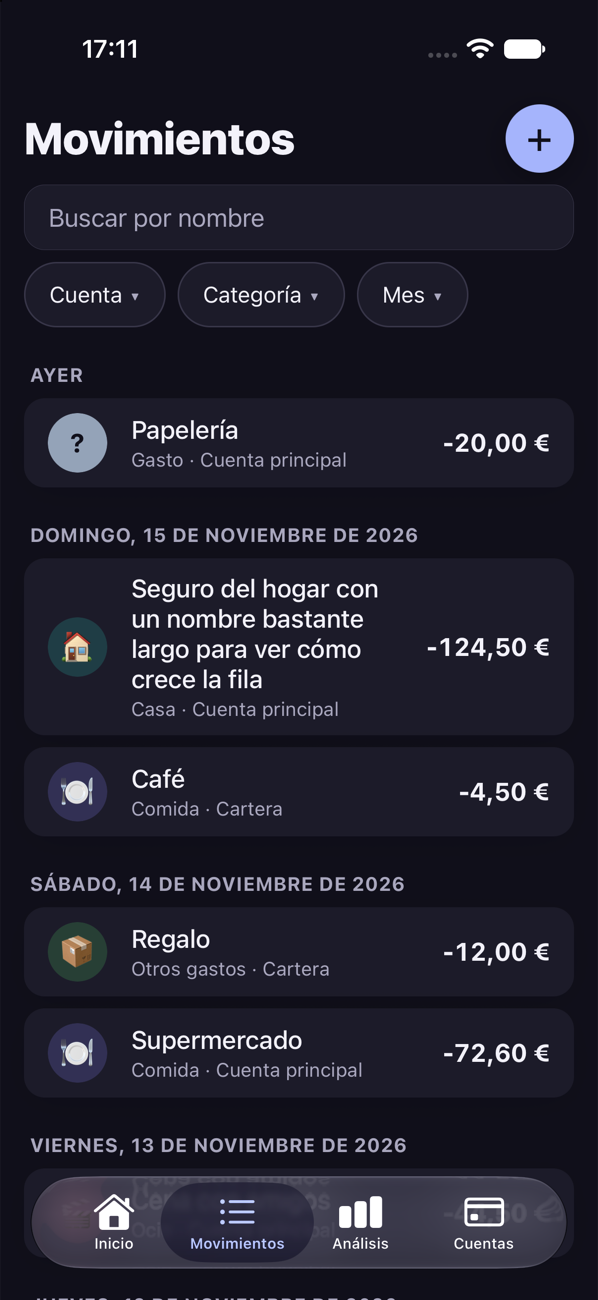 17:11
Movimientos
+
Buscar por nombre
Cuenta ▾
Categoría ▾
Mes ▾
AYER
?
Papelería
Gasto · Cuenta principal
-20,00 €
DOMINGO, 15 DE NOVIEMBRE DE 2026
Seguro del hogar con
un nombre bastante
largo para ver cómo
crece la fila
Casa · Cuenta principal
-124,50 €
Café
Comida · Cartera
-4,50 €
SÁBADO, 14 DE NOVIEMBRE DE 2026
Regalo
Otros gastos · Cartera
-12,00 €
Supermercado
Comida · Cuenta principal
-72,60 €
VIERNES, 13 DE NOVIEMBRE DE 2026
Inicio
Movimientos
Análisis
Cuentas